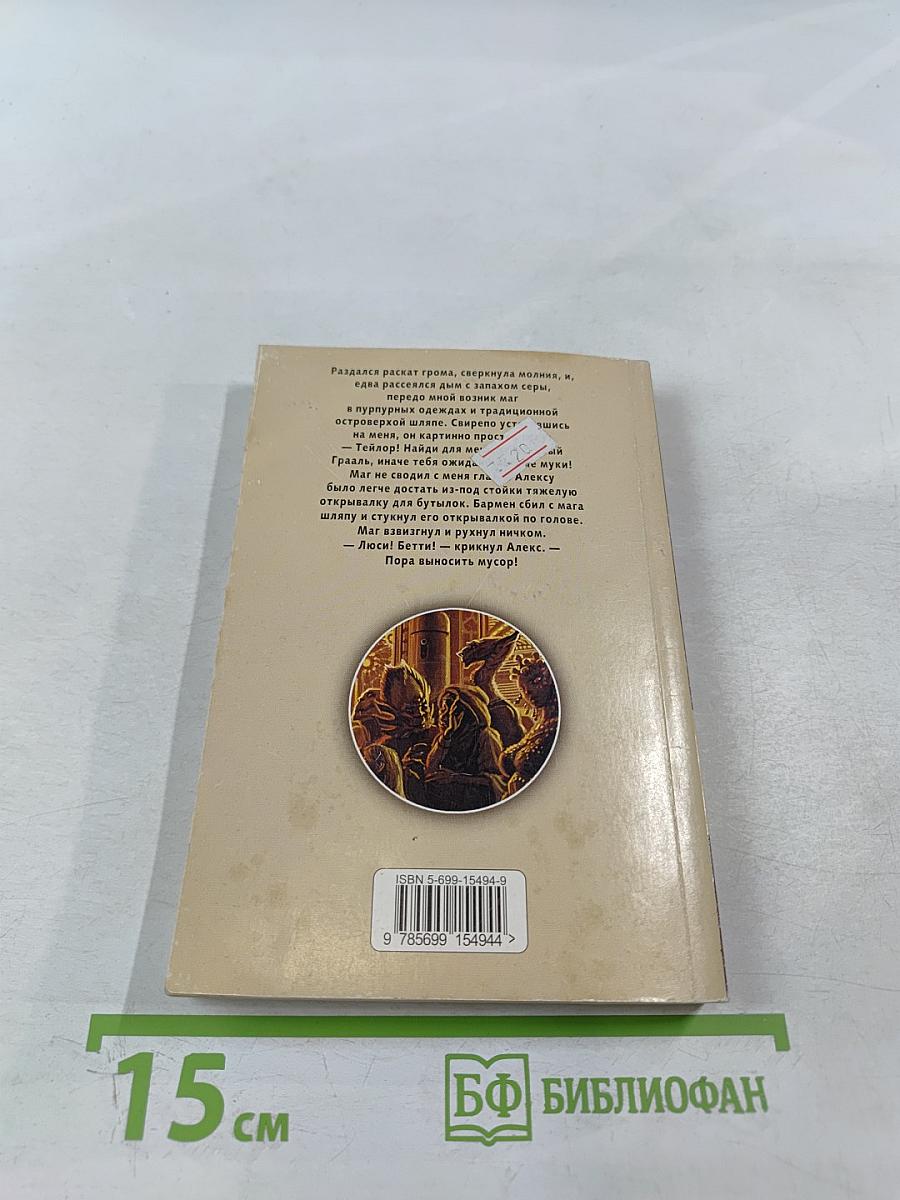 Раздался раскат грома, сверкнула молния, и,
едва рассеялся дым с запахом серы,
передо мной возник маг
в пурпурных одеждах и традиционной
островерхой шляпе. Свирепо уст вшись
на меня, он картинно прост
— Тейлор! Найди для ме ый
Грааль, иначе тебя ожида е муки!
Маг не сводил с меня гла Алексу
было легче достать из-под стойки тяжелую
открывалку для бутылок. Бармен сбил с мага
шляпу и стукнул его открывалкой по голове.
Маг взвизгнул и рухнул ничком.
— Люси! Бетти! — крикнул Алекс. —
Пора выносить мусор!
ISBN 5-699-15494-9
9 785699 154944 >
15 см
БФ БИБЛИОФАН